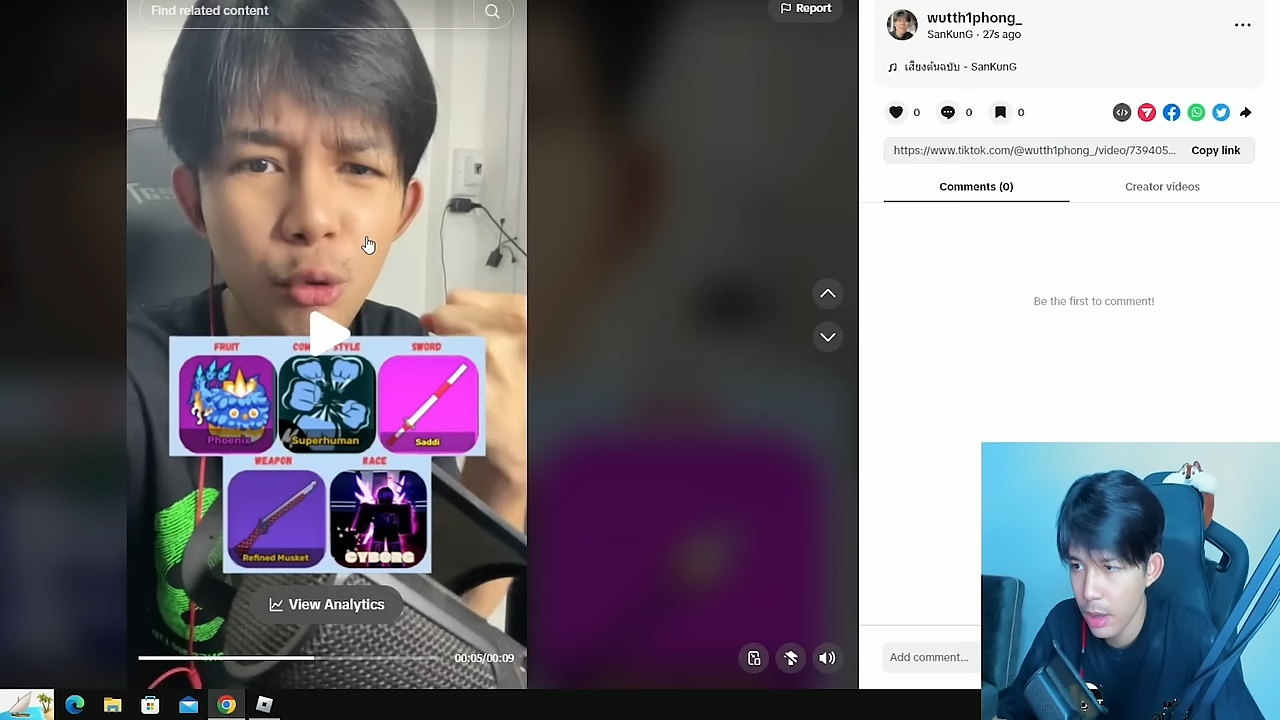 Find related content
Report
wutth1phong_
SanKunG · 27s ago
เสียงต้นฉบับ - SanKunG
0
0
0
https://www.tiktok.com/@wutth1phong_/video/739405...
Copy link
Comments (0)
Creator videos
Be the first to comment!
FRUIT
STYLE
SWORD
Phoenix
Superhuman
Saddi
WEAPON
RACE
Refined Musket
CYBORG
View Analytics
00:05/00:09
Add comment...